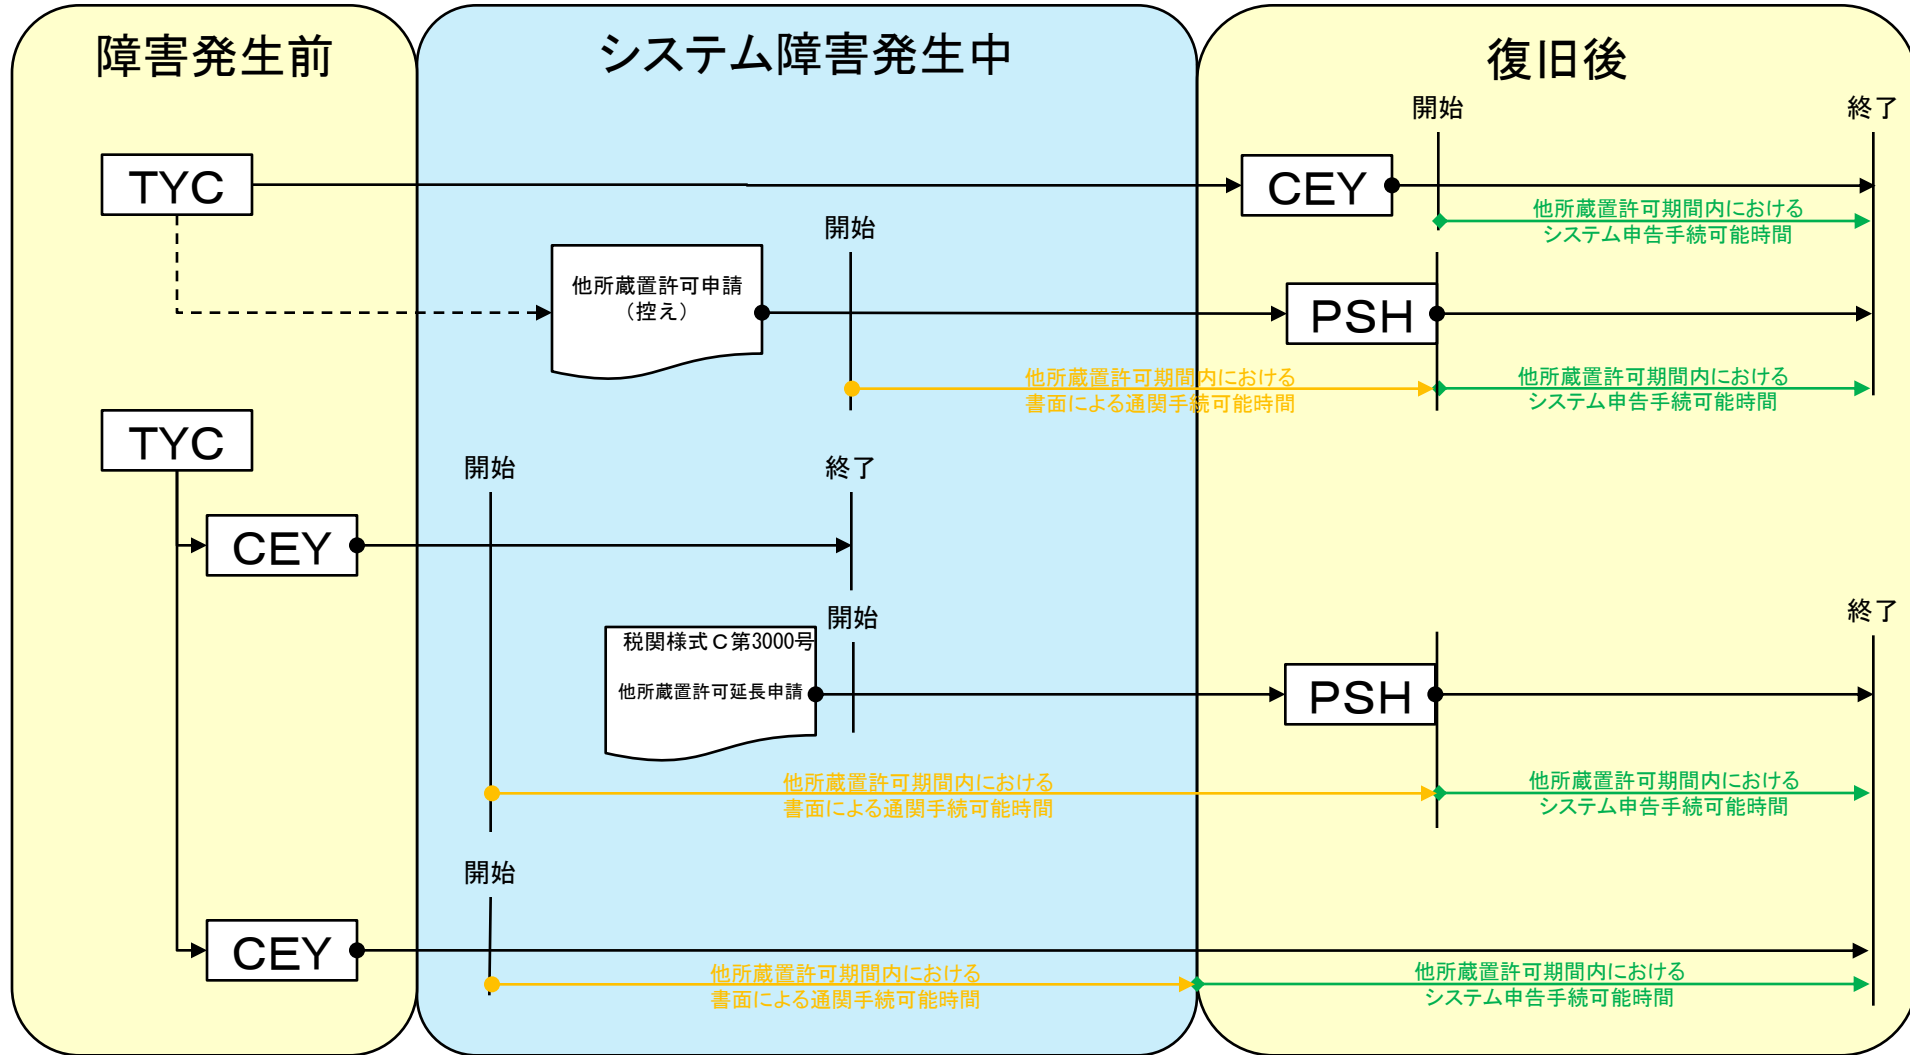 障害発生前
システム障害発生中
復旧後
開始
終了
TYC
CEY
他所蔵置許可期間内における
システム申告手続可能時間
開始
他所蔵置許可申請
（控え）
PSH
他所蔵置許可期間内における
書面による通関手続可能時間
他所蔵置許可期間内における
システム申告手続可能時間
TYC
開始
終了
CEY
開始
終了
税関様式Ｃ第3000号
他所蔵置許可延長申請
PSH
他所蔵置許可期間内における
書面による通関手続可能時間
他所蔵置許可期間内における
システム申告手続可能時間
開始
CEY
他所蔵置許可期間内における
書面による通関手続可能時間
他所蔵置許可期間内における
システム申告手続可能時間